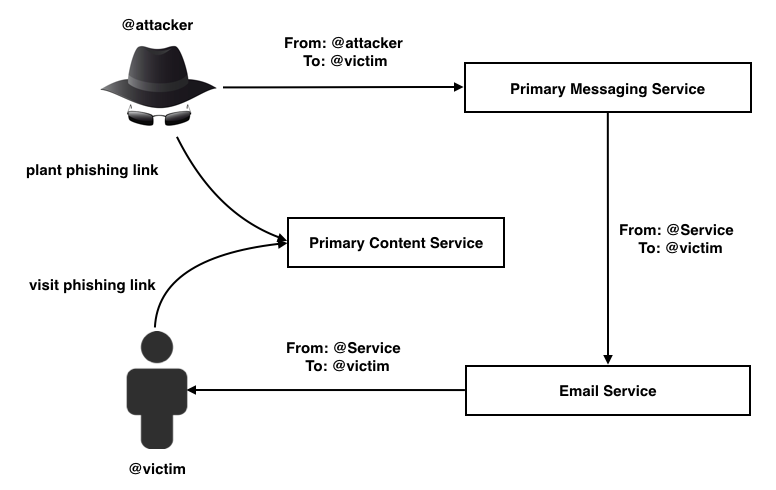 @attacker
From: @attacker
To: @victim
Primary Messaging Service
plant phishing link
Primary Content Service
From: @Service
To: @victim
visit phishing link
From: @Service
To: @victim
Email Service
@victim